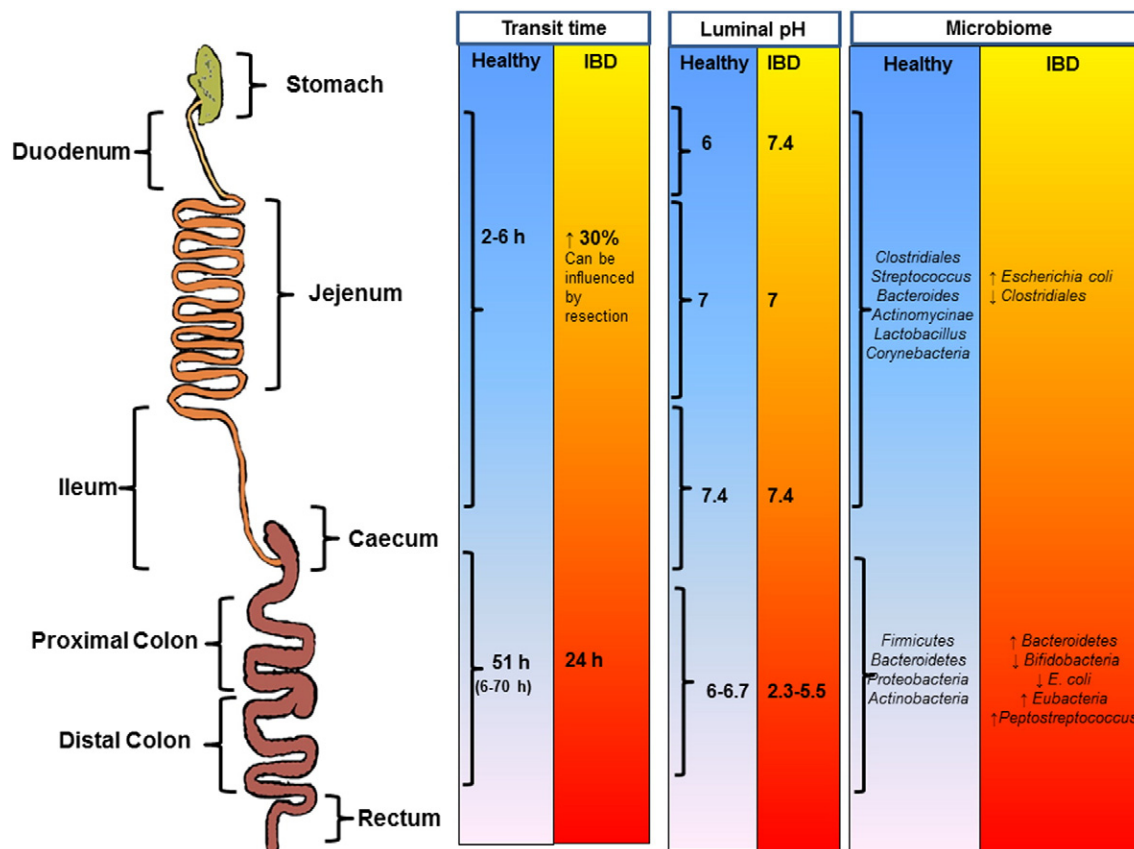 Transit time
Healthy
IBD
Luminal pH
Healthy
IBD
Microbiome
Healthy
IBD
Stomach
Duodenum
Jejenum
Ileum
Caecum
Proximal Colon
Distal Colon
Rectum
2-6 h
↑ 30%
Can be
influenced
by
resection
51 h
(6-70 h)
24 h
6
7.4
7
7
7.4
7.4
6-6.7
2.3-5.5
Clostridiales
Streptococcus
Bacteroides
Actinomycinae
Lactobacillus
Corynebacteria
↑ Escherichia coli
↓ Clostridiales
Firmicutes
Bacteroidetes
Proteobacteria
Actinobacteria
↑ Bacteroidetes
↓ Bifidobacteria
↓ E. coli
↑ Eubacteria
↑Peptostreptococcus